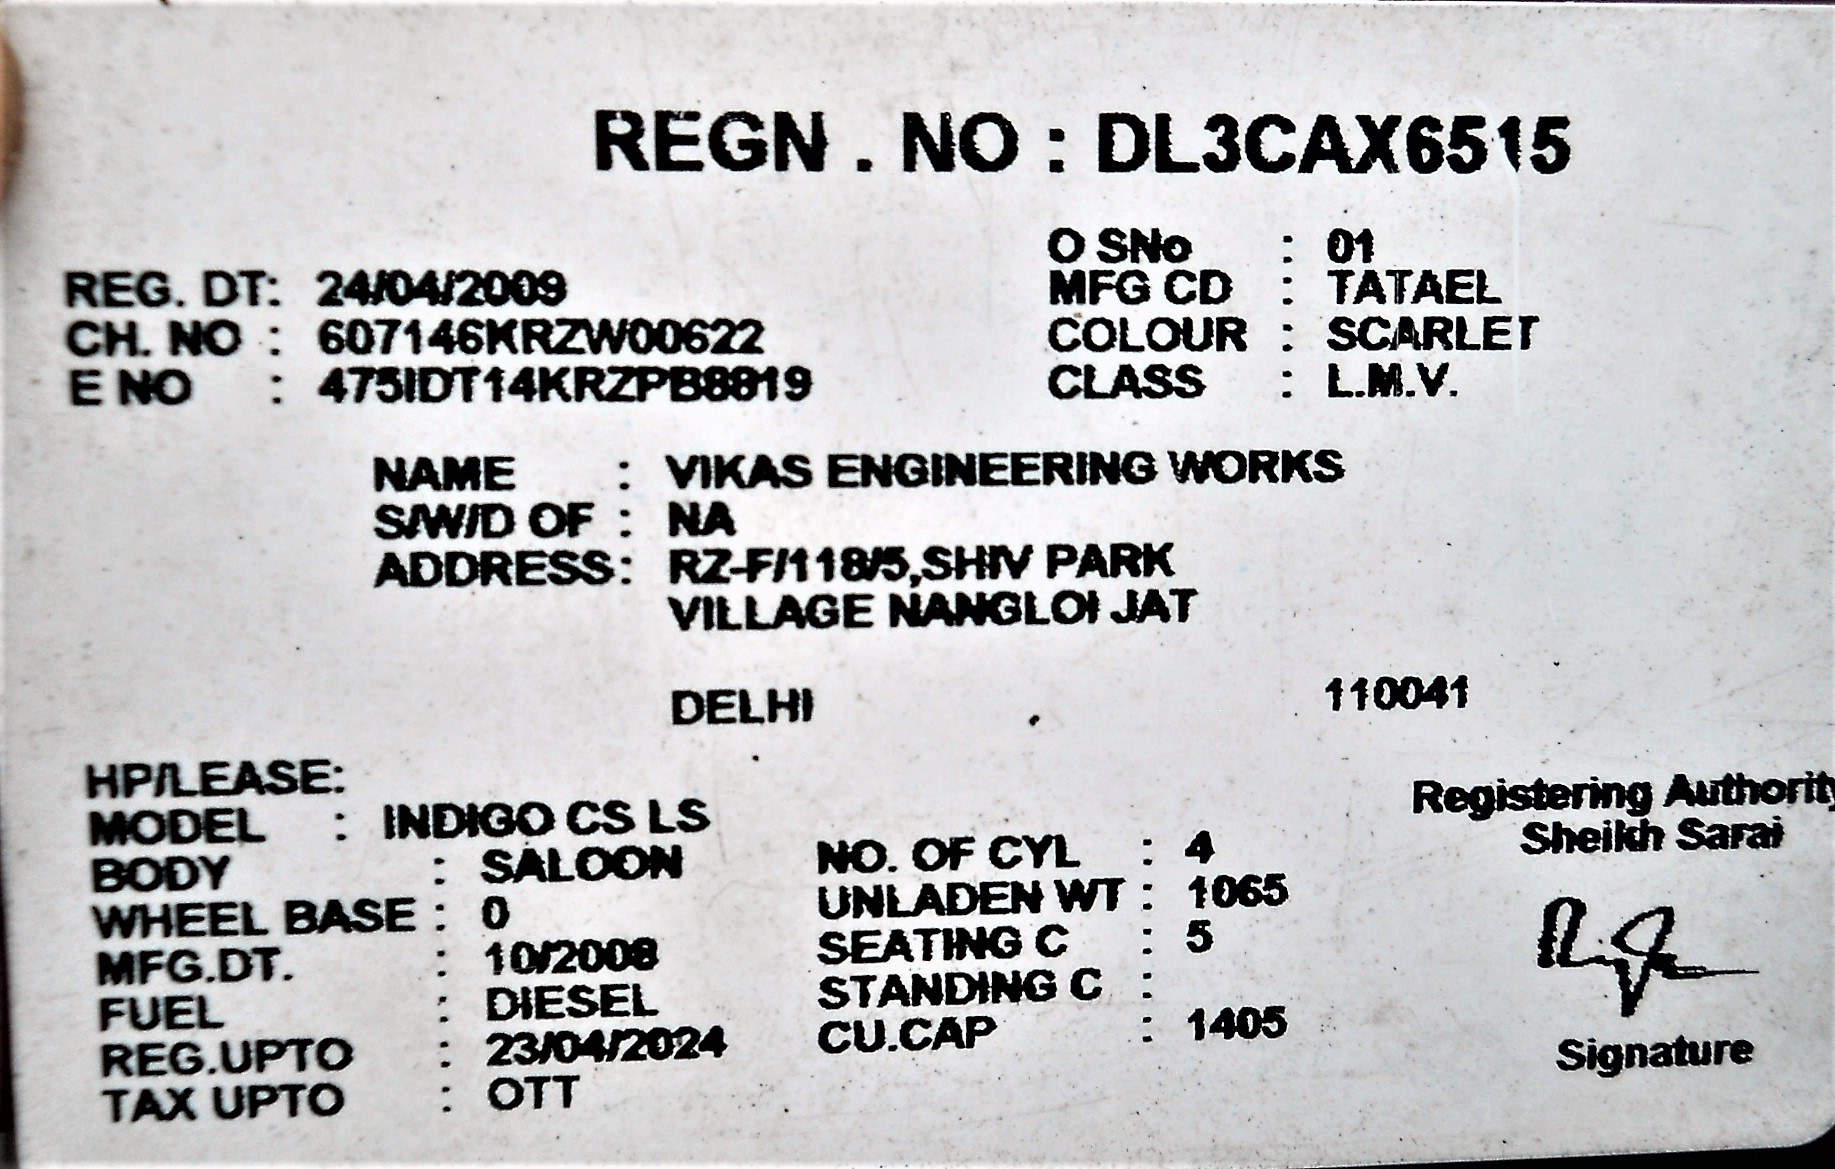 REGN . NO : DL3CAX6515
O SNo : 01
REG. DT: 24/04/2009
MFG CD : TATAEL
CH. NO : 607146KRZW00622
COLOUR : SCARLET
E NO : 475IDT14KRZPB8819
CLASS : L.M.V.
NAME : VIKAS ENGINEERING WORKS
S/W/D OF : NA
ADDRESS: RZ-F/118/5,SHIV PARK
VILLAGE NANGLOI JAT
DELHI 110041
HP/LEASE:
MODEL : INDIGO CS LS
BODY : SALOON
WHEEL BASE : 0
MFG.DT. : 10/2008
FUEL : DIESEL
REG.UPTO : 23/04/2024
TAX UPTO : OTT
NO. OF CYL : 4
UNLADEN WT : 1065
SEATING C : 5
STANDING C :
CU.CAP : 1405
Registering Authority
Sheikh Sarai
Signature